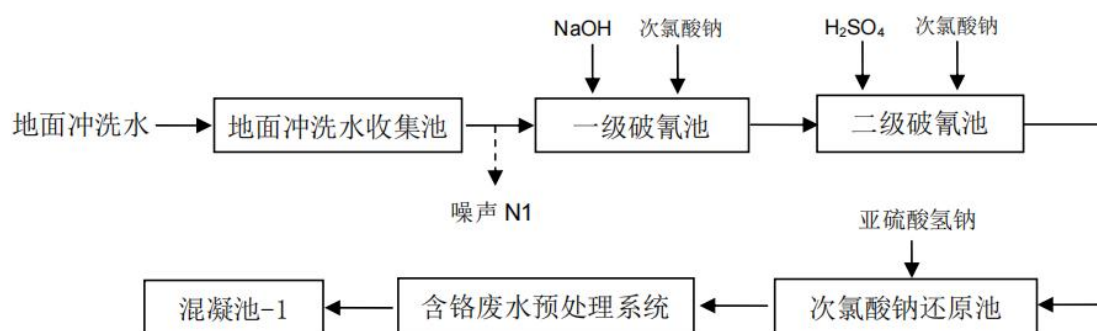 NaOH
次氯酸钠
H₂SO₄
次氯酸钠
地面冲洗水
地面冲洗水收集池
一级破氰池
二级破氰池
噪声 N1
亚硫酸氢钠
混凝池-1
含铬废水预处理系统
次氯酸钠还原池